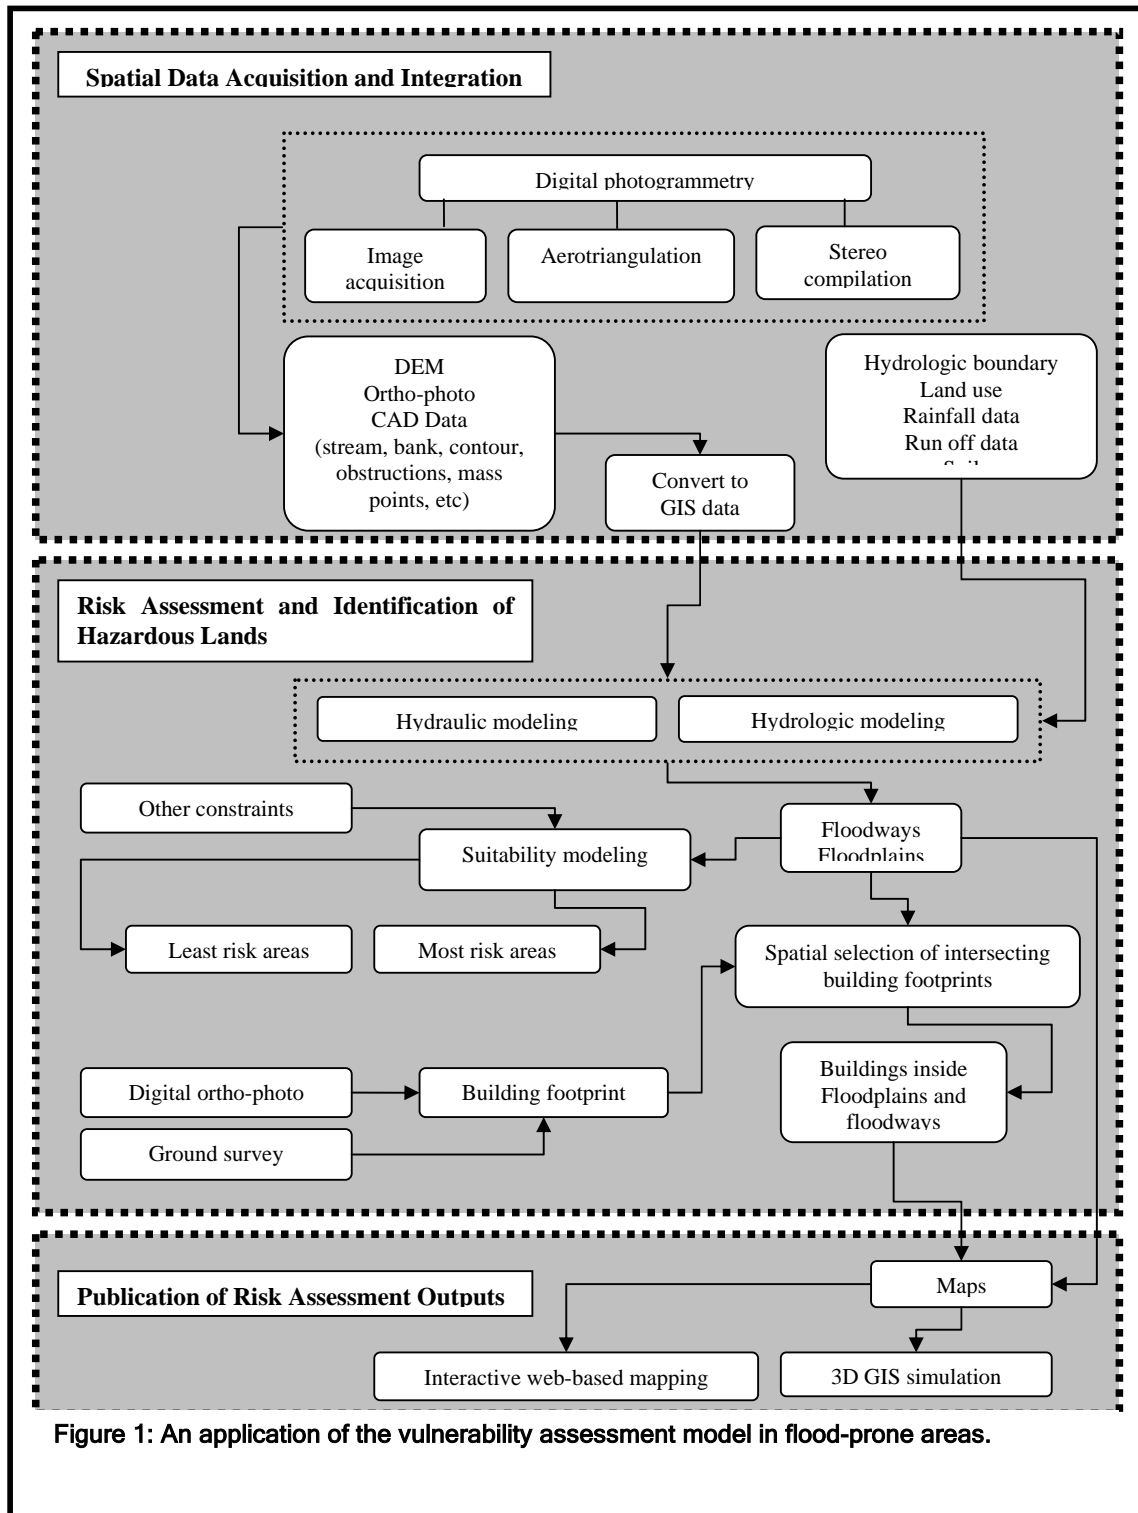 Spatial Data Acquisition and Integration
Digital photogrammetry
Image
acquisition
Aerotriangulation
Stereo
compilation
DEM
Ortho-photo
CAD Data
(stream, bank, contour,
obstructions, mass
points, etc)
Hydrologic boundary
Land use
Rainfall data
Run off data
Convert to
GIS data
Risk Assessment and Identification of
Hazardous Lands
Hydraulic modeling
Hydrologic modeling
Other constraints
Suitability modeling
Floodways
Floodplains
Least risk areas
Most risk areas
Spatial selection of intersecting
building footprints
Digital ortho-photo
Building footprint
Buildings inside
Floodplains and
floodways
Ground survey
Publication of Risk Assessment Outputs
Maps
Interactive web-based mapping
3D GIS simulation
Figure 1: An application of the vulnerability assessment model in flood-prone areas.